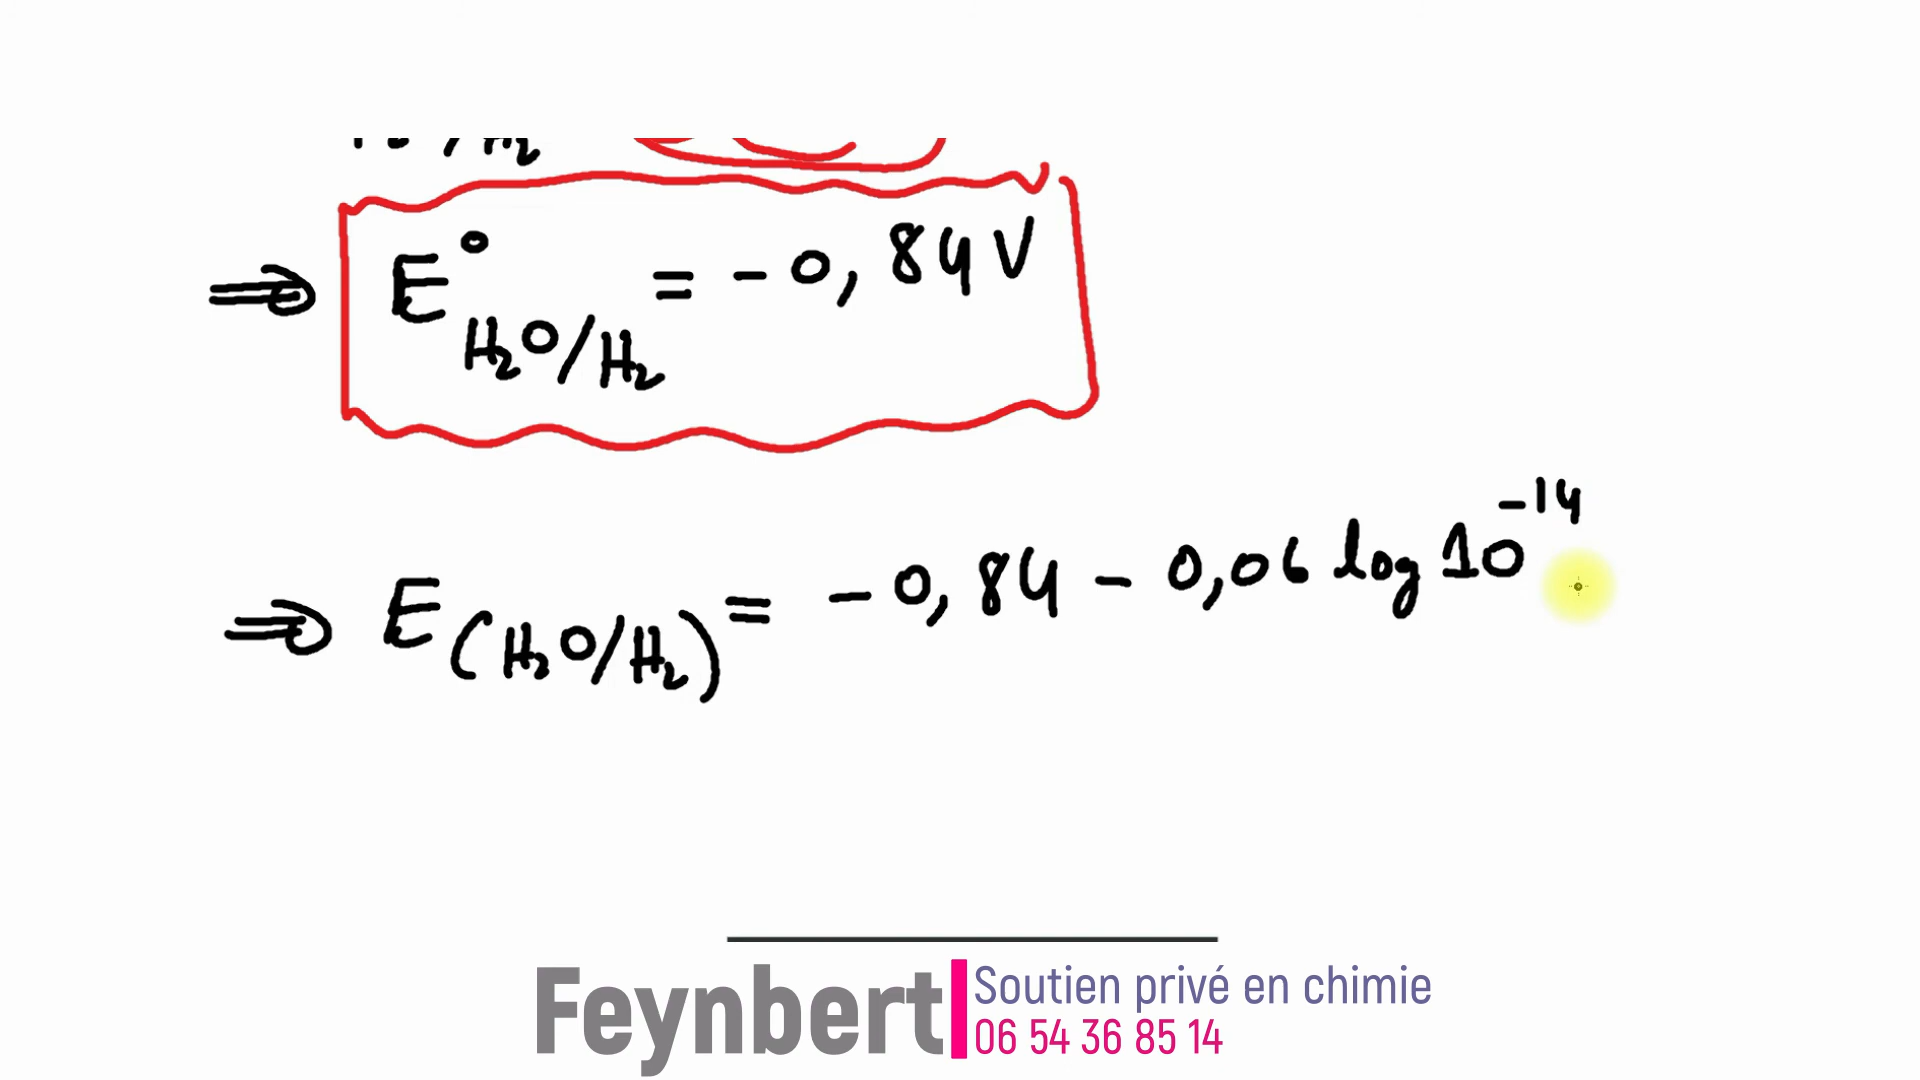 /H₂
⇒ E°H₂O/H₂ = - 0,84 V
⇒ E(H₂O/H₂) = - 0,84 - 0,06 log 10⁻¹⁴
Feynbert
Soutien privé en chimie
06 54 36 85 14